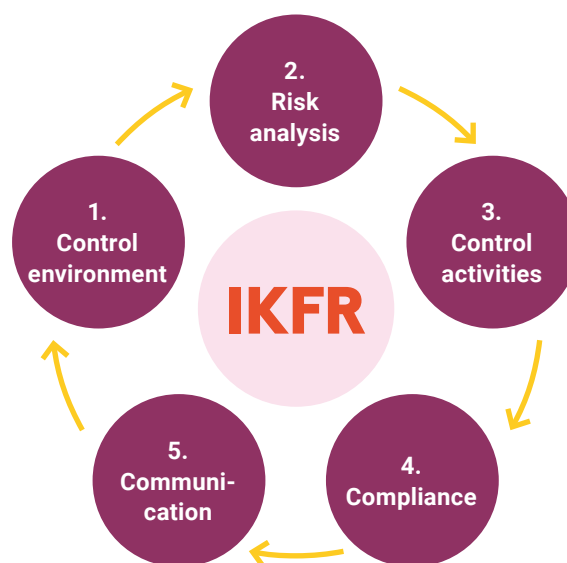 1.
Control
environment
2.
Risk
analysis
3.
Control
activities
4.
Compliance
5.
Communi-
cation
IKFR